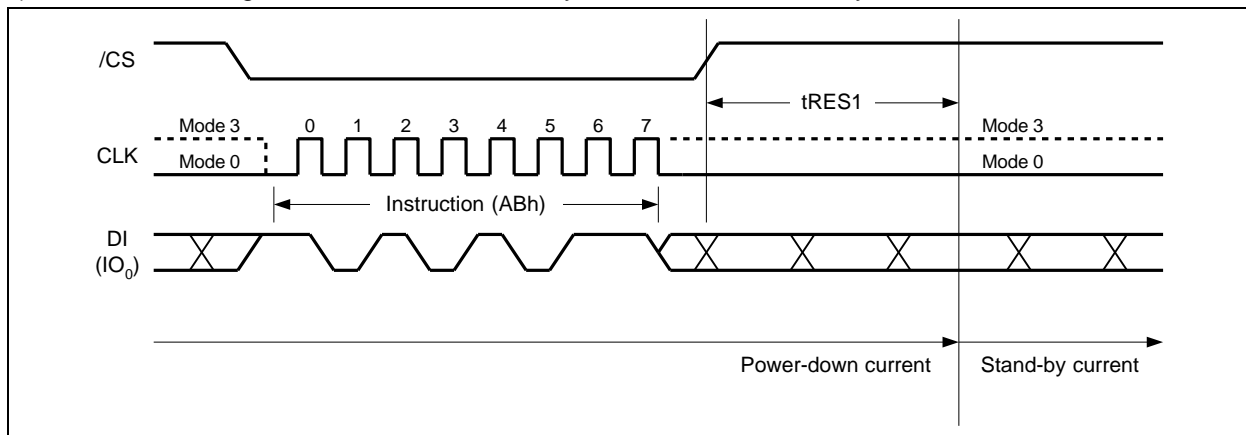 /CS
tRES1
Mode 3 0 1 2 3 4 5 6 7 Mode 3
CLK
Mode 0 Mode 0
Instruction (ABh)
DI
(IO₀)
Power-down current Stand-by current